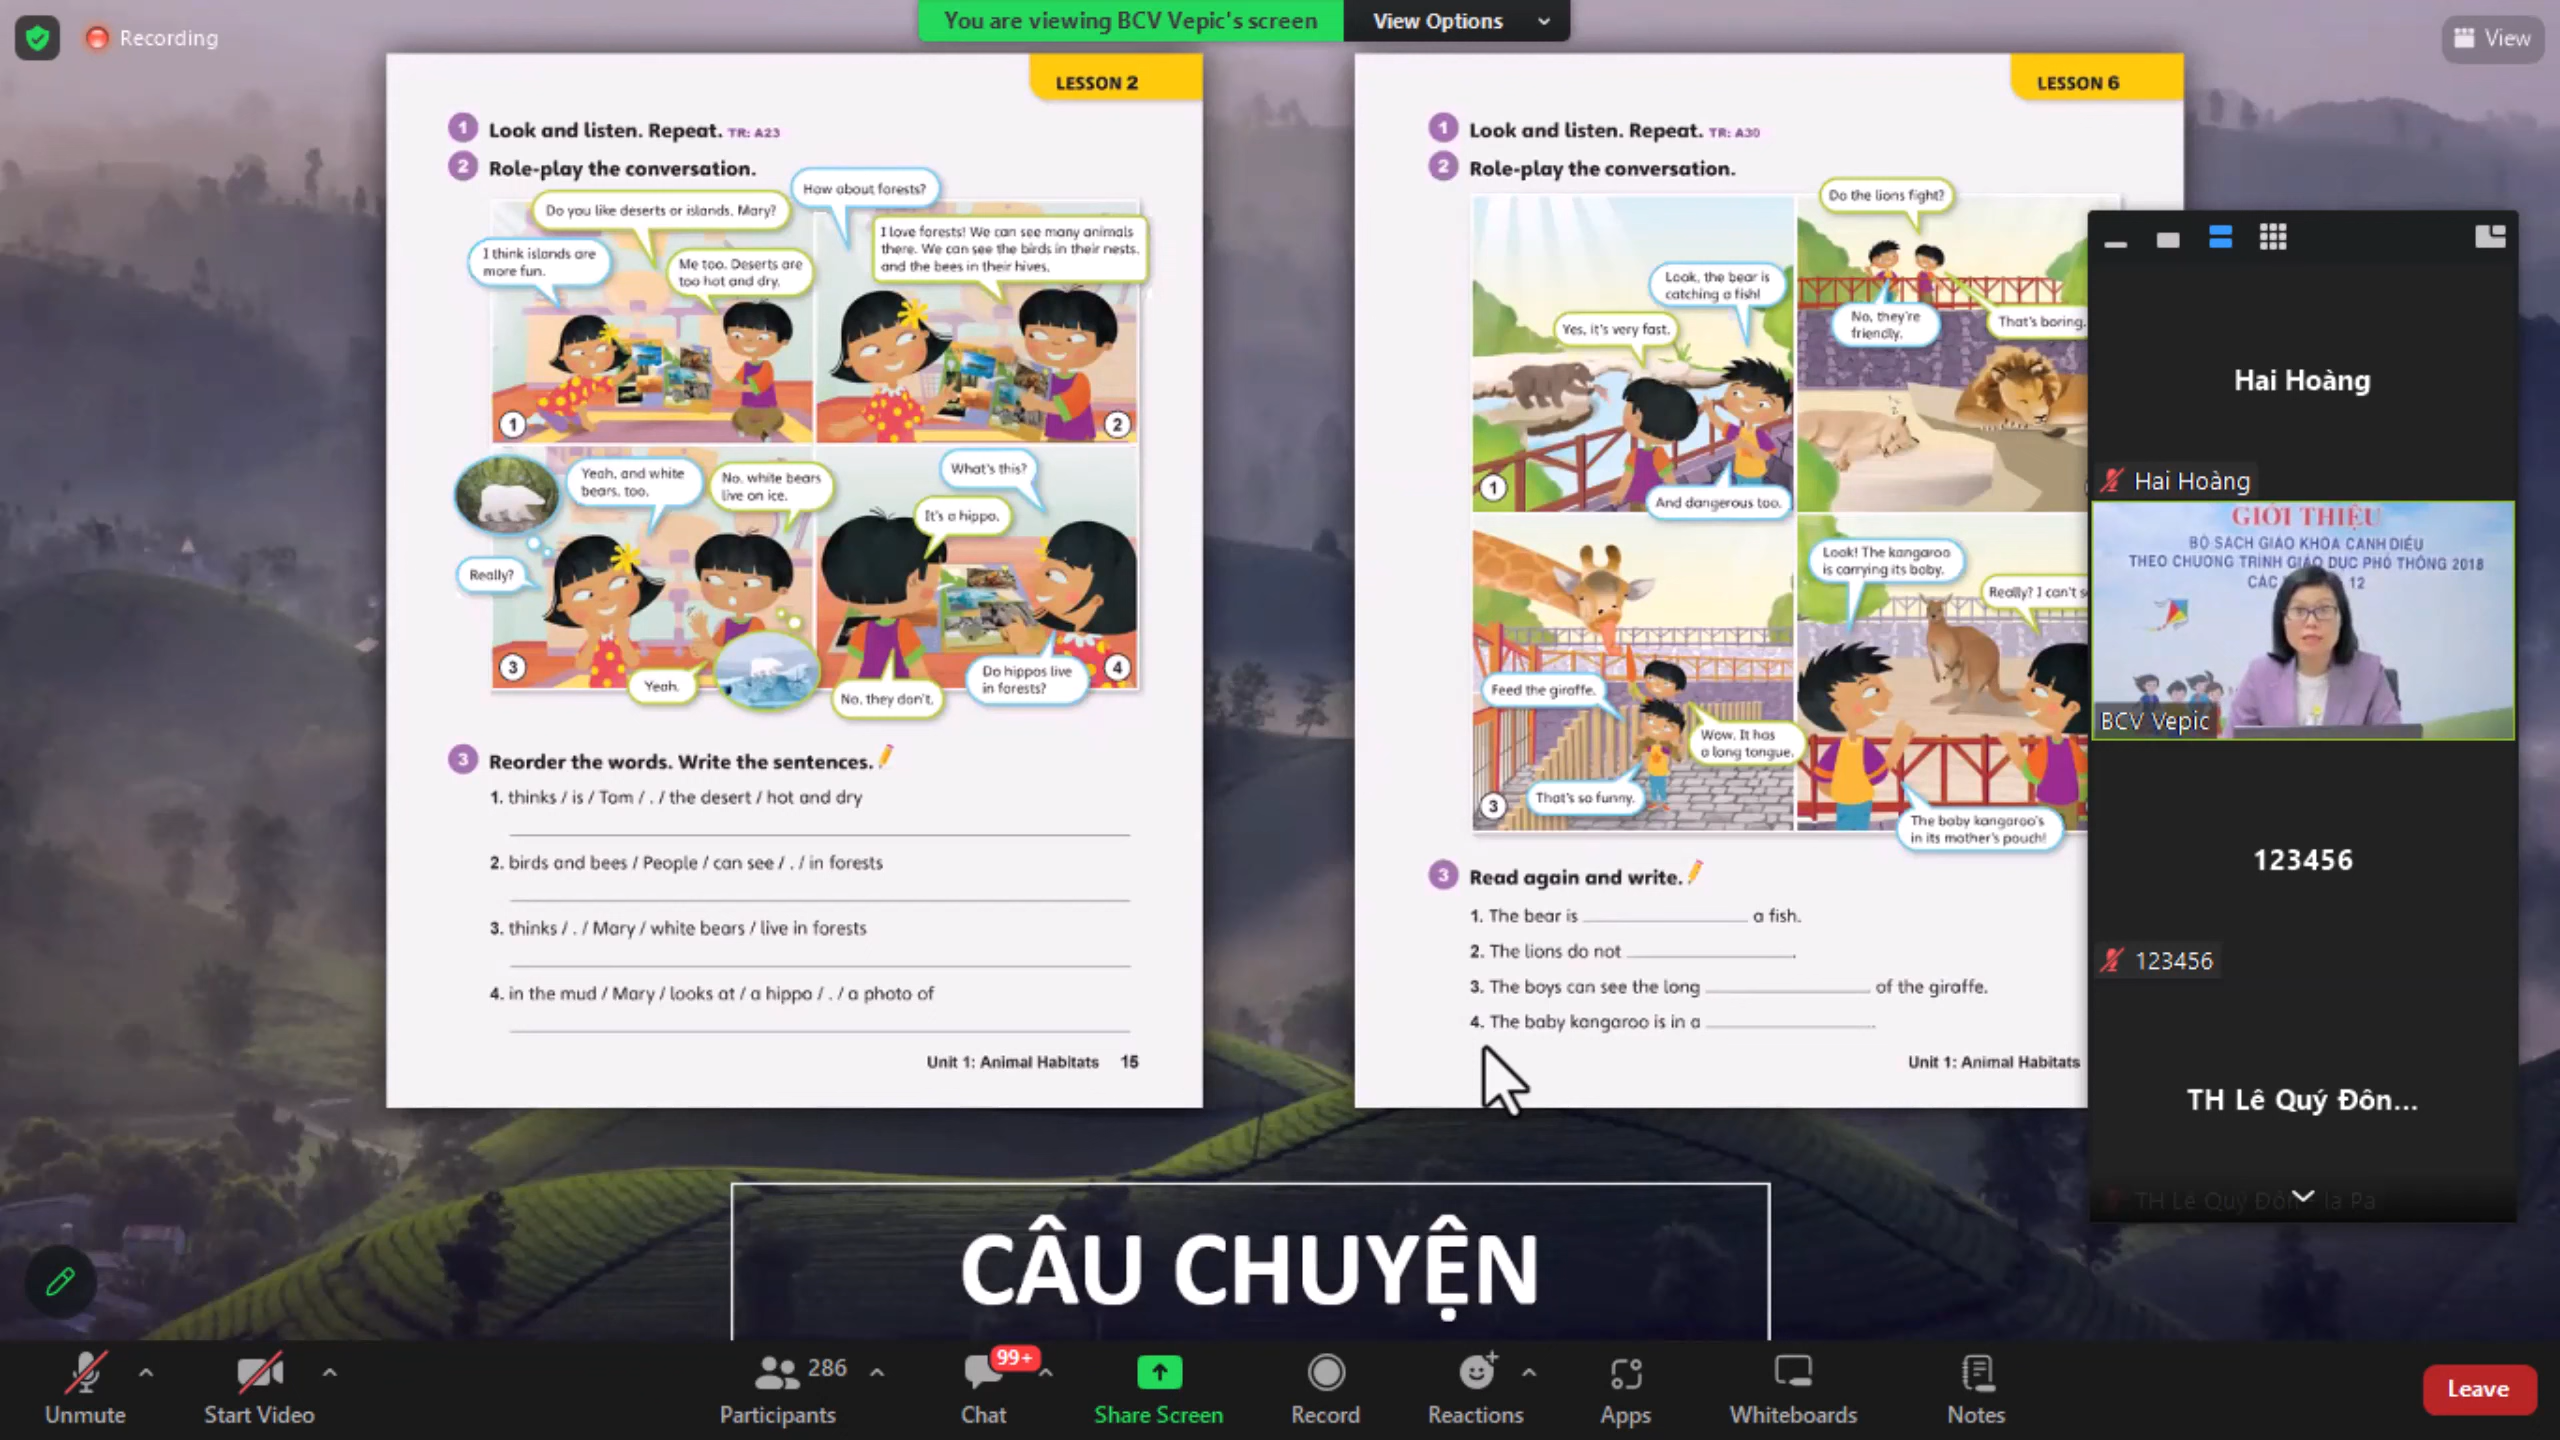 Recording
You are viewing BCV Vepic's screen
View Options
View
LESSON 2
1 Look and listen. Repeat. TR: A23
2 Role-play the conversation.
Do you like deserts or islands, Mary?
I think islands are
more fun.
Me too. Deserts are
too hot and dry.
1
How about forests?
I love forests! We can see many animals
there. We can see the birds in their nests,
and the bees in their hives.
2
Yeah, and white
bears, too.
No, white bears
live on ice.
Really?
Yeah.
3
What's this?
It's a hippo.
Do hippos live
in forests?
No, they don't.
4
3 Reorder the words. Write the sentences.
1. thinks / is / Tom / . / the desert / hot and dry
2. birds and bees / People / can see / . / in forests
3. thinks / . / Mary / white bears / live in forests
4. in the mud / Mary / looks at / a hippo / . / a photo of
Unit 1: Animal Habitats 15
LESSON 6
1 Look and listen. Repeat. TR: A30
2 Role-play the conversation.
Look, the bear is
catching a fish!
Yes, it's very fast.
And dangerous too.
1
Do the lions fight?
No, they're
friendly.
That's boring.
Feed the giraffe.
Wow. It has
a long tongue.
That's so funny.
3
Look! The kangaroo
is carrying its baby.
Really? I can't
The baby kangaroo's
in its mother's pouch!
3 Read again and write.
1. The bear is ____ a fish.
2. The lions do not ____.
3. The boys can see the long ____ of the giraffe.
4. The baby kangaroo is in a ____.
Unit 1: Animal Habitats
Hai Hoàng
Hai Hoàng
GIỚI THIỆU
BỘ SÁCH GIÁO KHOA CÁNH DIỀU
THEO CHƯƠNG TRÌNH GIÁO DỤC PHỔ THÔNG 2018
CÁC 12
BCV Vepic
123456
123456
TH Lê Quý Đôn...
CÂU CHUYỆN
Unmute
Start Video
286
Participants
99+
Chat
Share Screen
Record
Reactions
Apps
Whiteboards
Notes
Leave